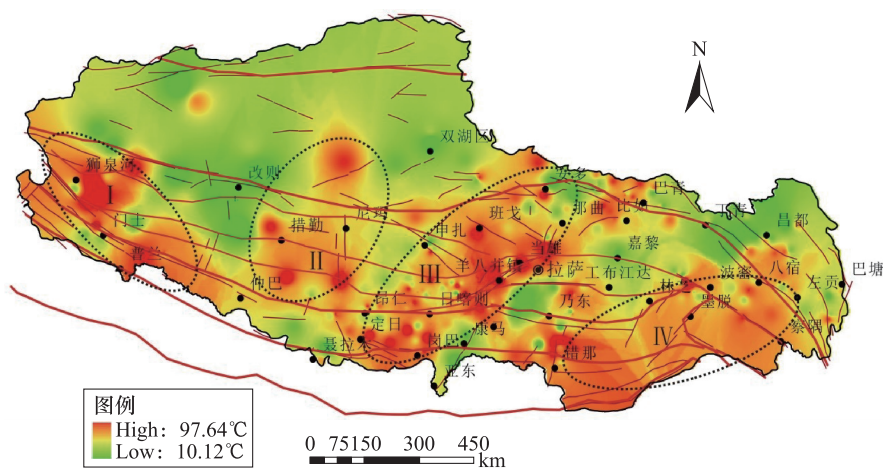 N
双湖区
狮泉河
改则
安多
巴青
I
那曲
比如
丁青
门士
尼玛
班戈
昌都
措勤
申扎
当雄
嘉黎
普兰
II
III
羊八井镇
拉萨
工布江达
波密
八宿
巴塘
仲巴
左贡
昂仁
日喀则
乃东
墨脱
定日
康马
IV
察隅
聂拉木
岗巴
错那
亚东
图例
High: 97.64℃
Low: 10.12℃
0 75150 300 450
km